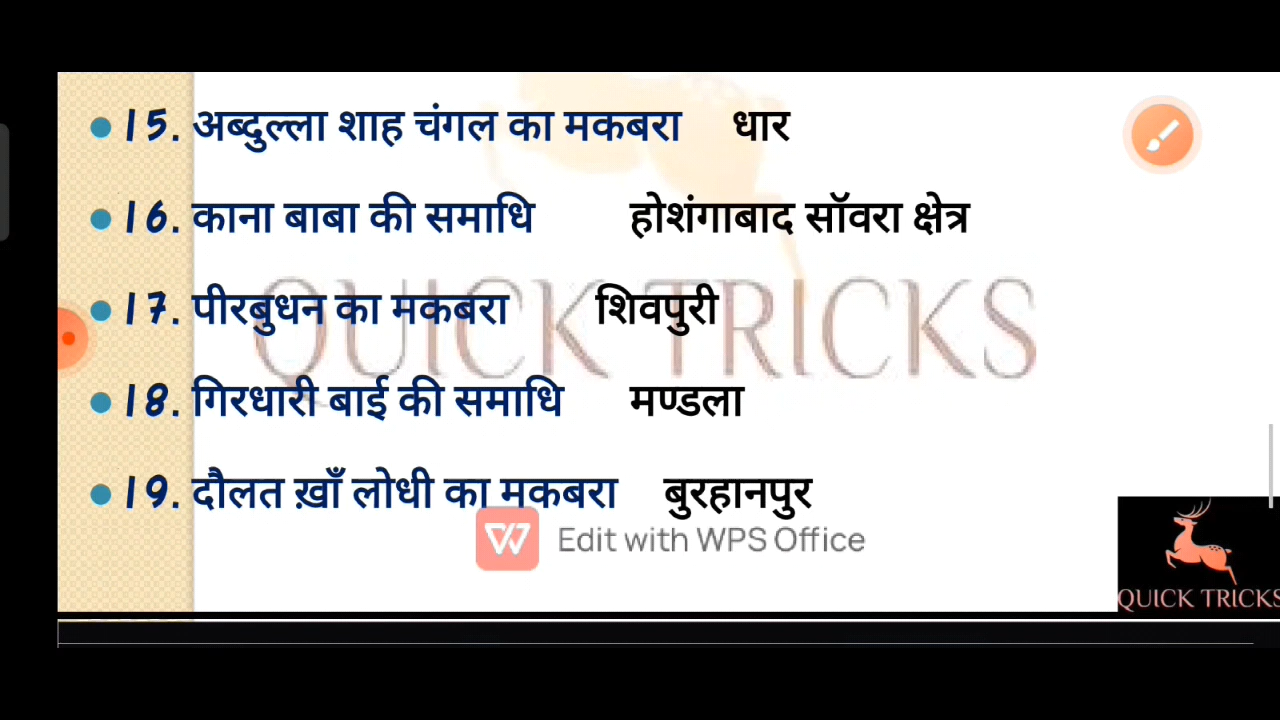 15. अब्दुल्ला शाह चंगल का मकबरा धार
16. काना बाबा की समाधि होशंगाबाद सॉवरा क्षेत्र
QUICK TRICKS
17. पीरबुधन का मकबरा शिवपुरी
18. गिरधारी बाई की समाधि मण्डला
19. दौलत ख़ाँ लोधी का मकबरा बुरहानपुर
Edit with WPS Office
QUICK TRICKS